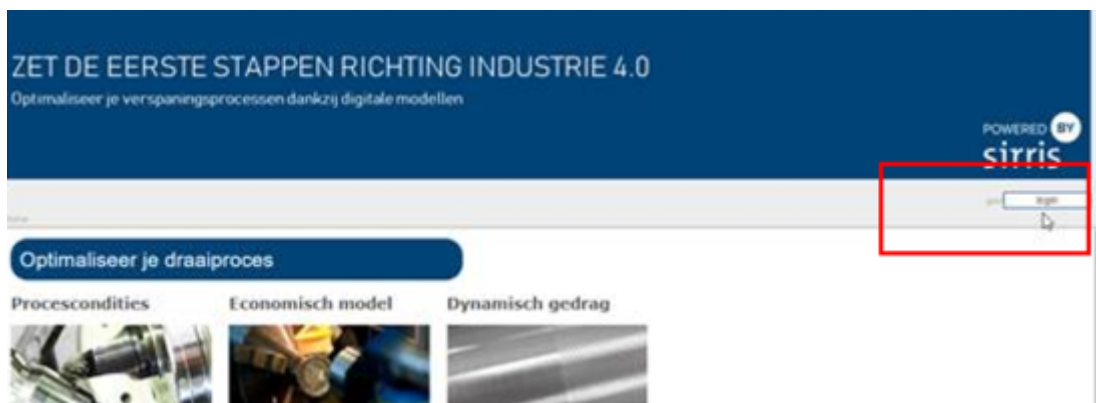 ZET DE EERSTE STAPPEN RICHTING INDUSTRIE 4.0
Optimaliseer je verspaningsprocessen dankzij digitale modellen
POWERED BY
sirris
login
Optimaliseer je draaiproces
Procescondities Economisch model Dynamisch gedrag